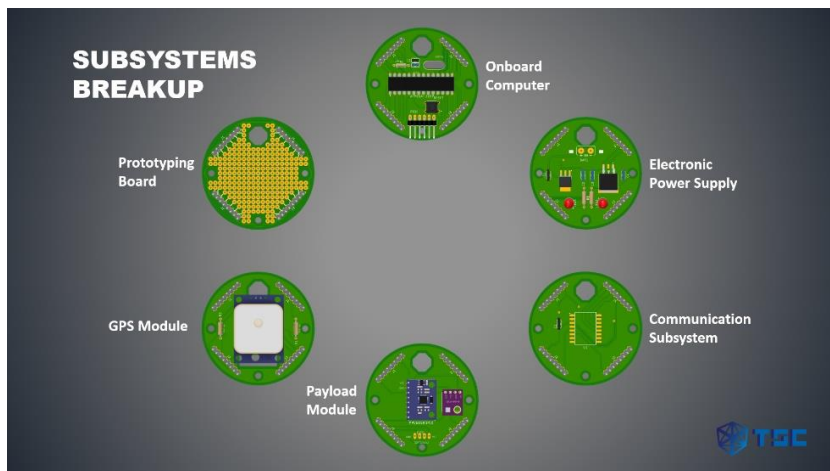 SUBSYSTEMS
BREAKUP
Onboard
Computer
Prototyping
Board
Electronic
Power Supply
GPS Module
Communication
Subsystem
Payload
Module
TSC